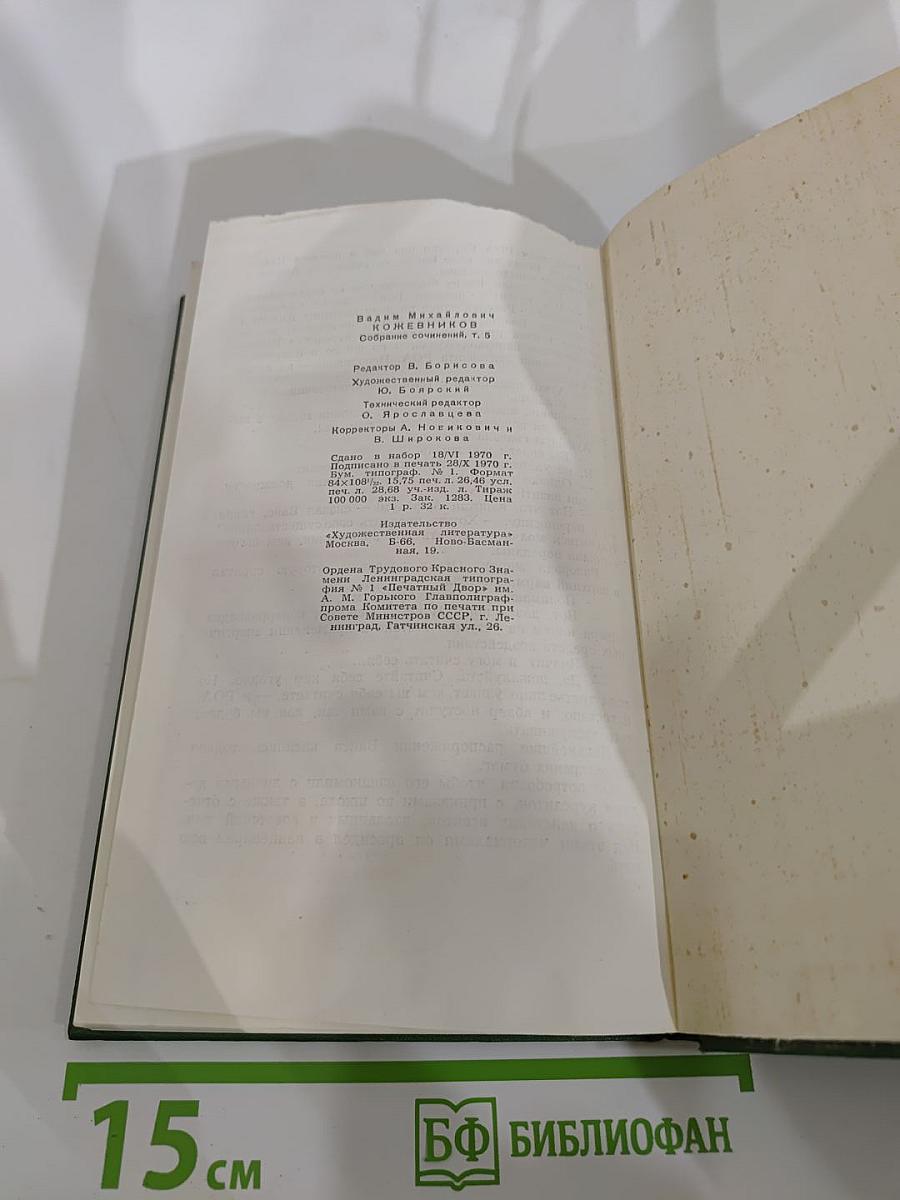 Вадим Михайлович
КОЖЕВНИКОВ
Собрание сочинений, т. 5
Редактор В. Борисова
Художественный редактор
Ю. Боярский
Технический редактор
О. Ярославцева
Корректоры А. Новикович и
В. Широкова
Сдано в набор 18/VI 1970 г.
Подписано в печать 28/X 1970 г.
Бум. типограф. № 1. Формат
84×108¹/₃₂. 15,75 печ. л. 26,46 усл.
печ. л. 28,68 уч.-изд. л. Тираж
100 000 экз. Зак. 1283. Цена
1 р. 32 к.
Издательство
«Художественная литература»
Москва, Б-66, Ново-Басман-
ная, 19.
Ордена Трудового Красного Зна-
мени Ленинградская типогра-
фия № 1 «Печатный Двор» им.
А. М. Горького Главполиграф-
прома Комитета по печати при
Совете Министров СССР, г. Ле-
нинград, Гатчинская ул., 26.
15 см
БФ БИБЛИОФАН